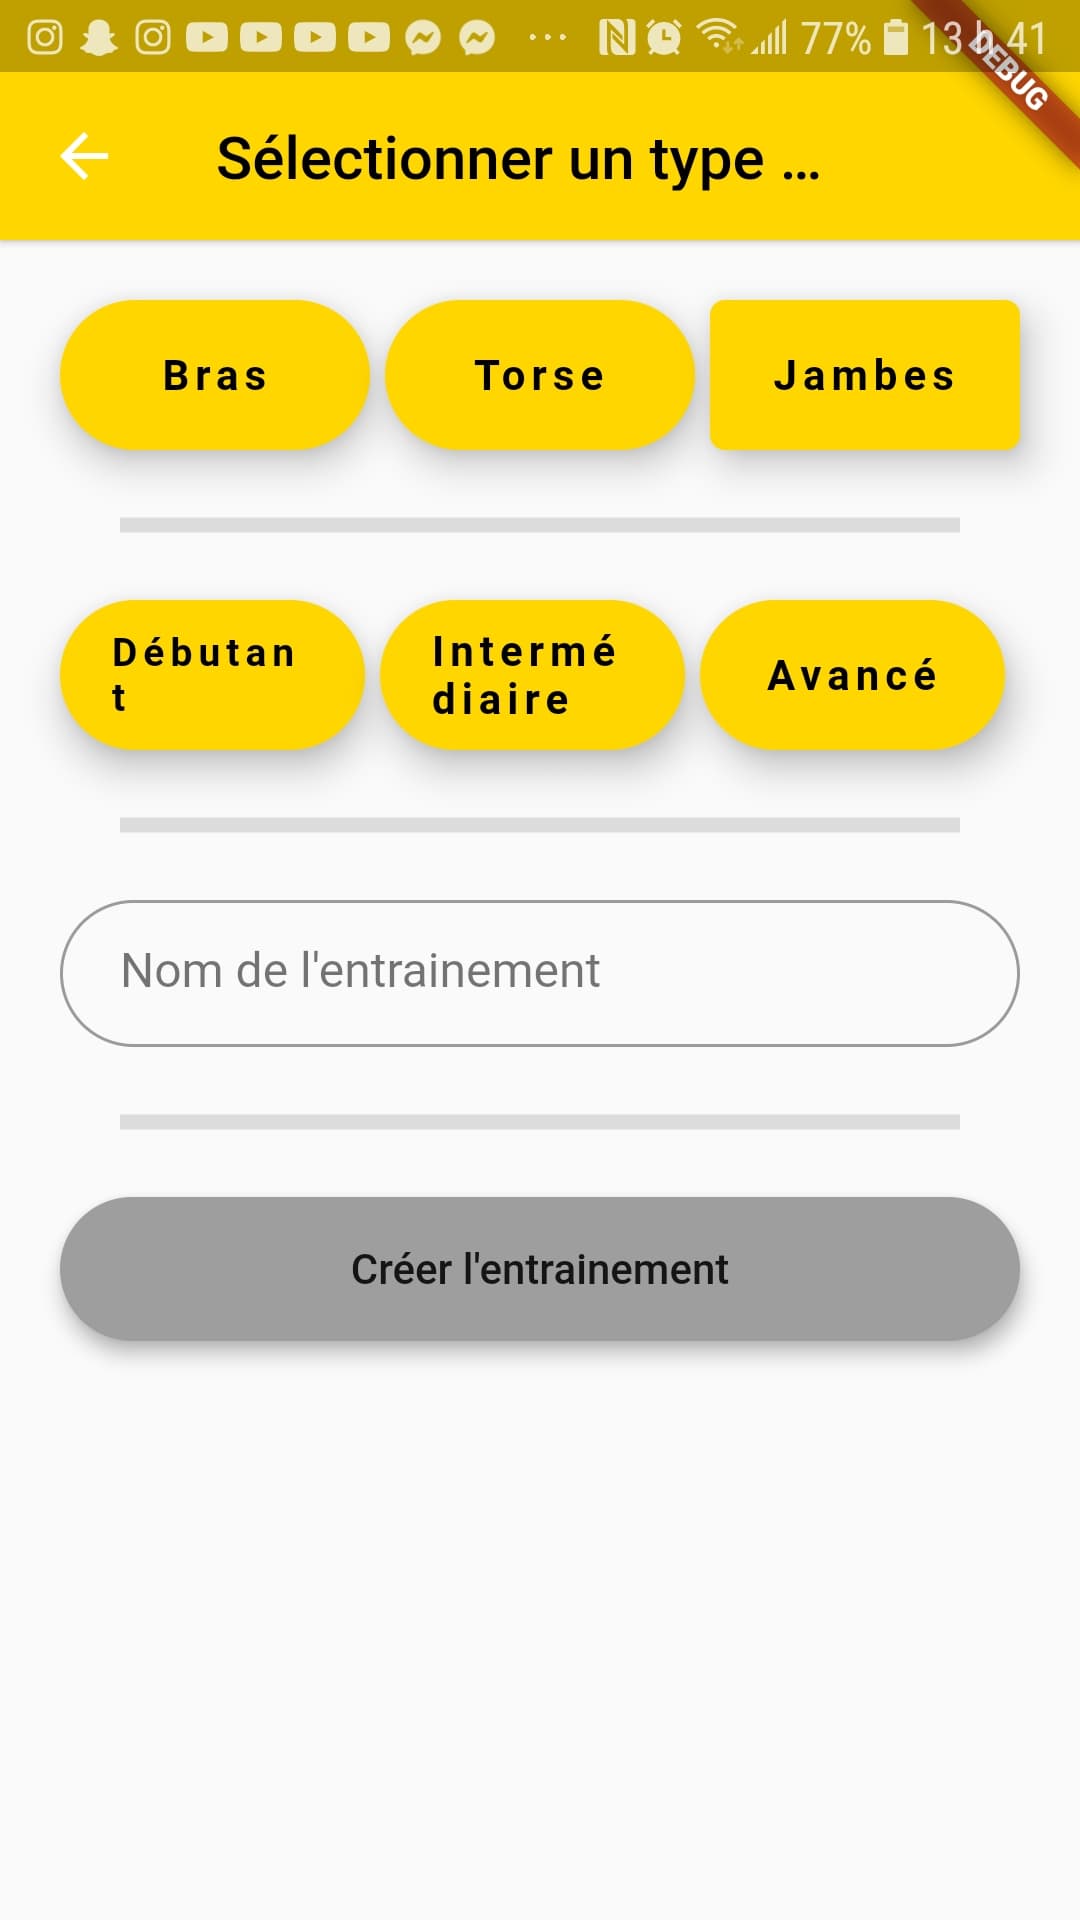 77% 13 h 41
DEBUG
Sélectionner un type ...
Bras Torse Jambes
Débutan
t
Intermé
diaire
Avancé
Nom de l'entrainement
Créer l'entrainement